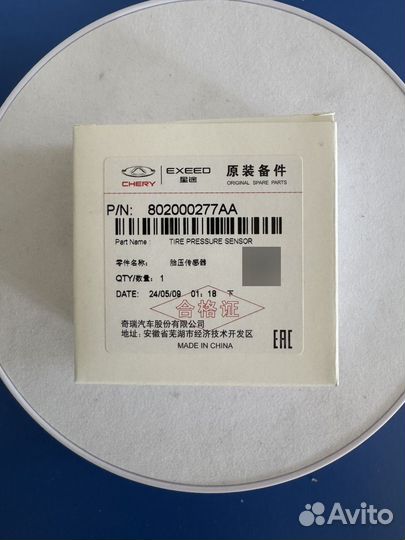 CHERY
EXEED
星途
原装备件
ORIGINAL SPARE PARTS
P/N: 802000277AA
Part Name : TIRE PRESSURE SENSOR
零件名称: 胎压传感器
QTY/数量: 1
DATE: 24/05/09 01:18 下
合格证
奇瑞汽车股份有限公司
地址: 安徽省芜湖市经济技术开发区
MADE IN CHINA
EAC
Avito